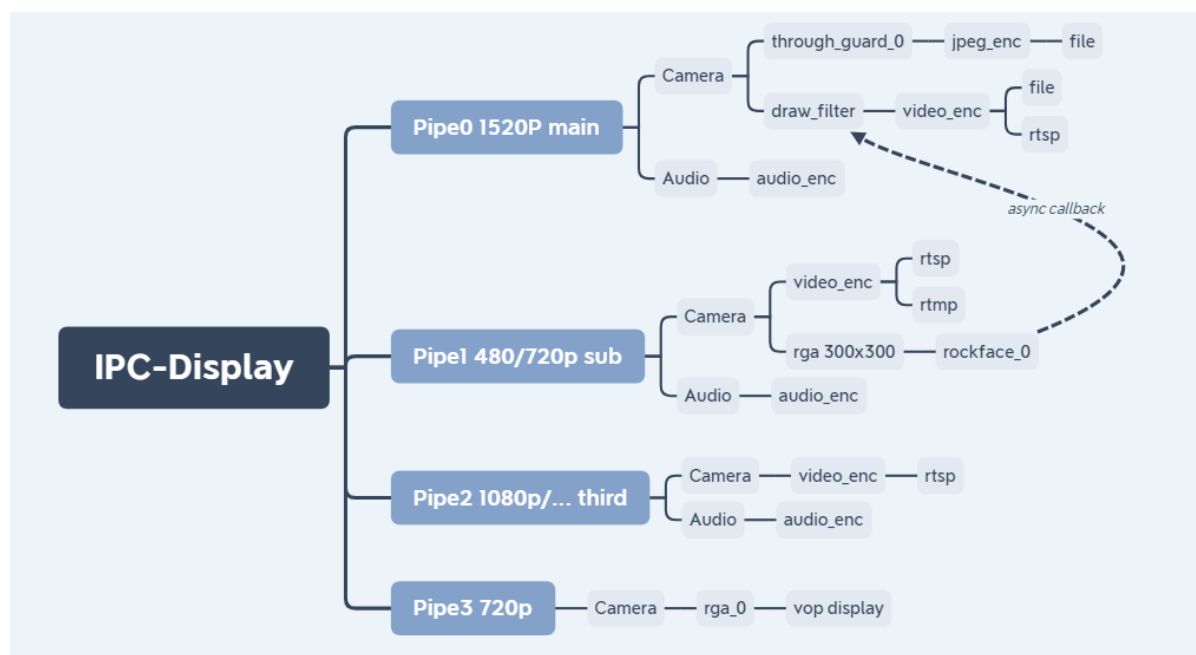 IPC-Display
Pipe0 1520P main
Camera
through_guard_0
jpeg_enc
file
draw_filter
video_enc
file
rtsp
Audio
audio_enc
async callback
Pipe1 480/720p sub
Camera
video_enc
rtsp
rtmp
rga 300x300
rockface_0
Audio
audio_enc
Pipe2 1080p/... third
Camera
video_enc
rtsp
Audio
audio_enc
Pipe3 720p
Camera
rga_0
vop display